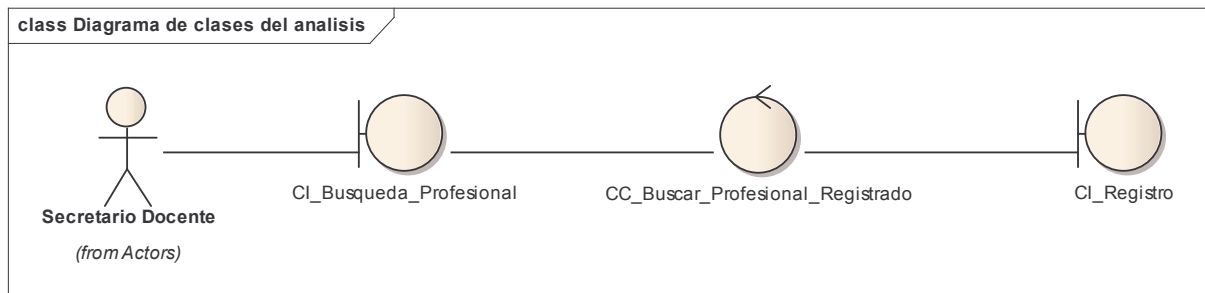 class Diagrama de clases del analisis
CI_Busqueda_Profesional
CC_Buscar_Profesional_Registrado
CI_Registro
Secretario Docente
(from Actors)